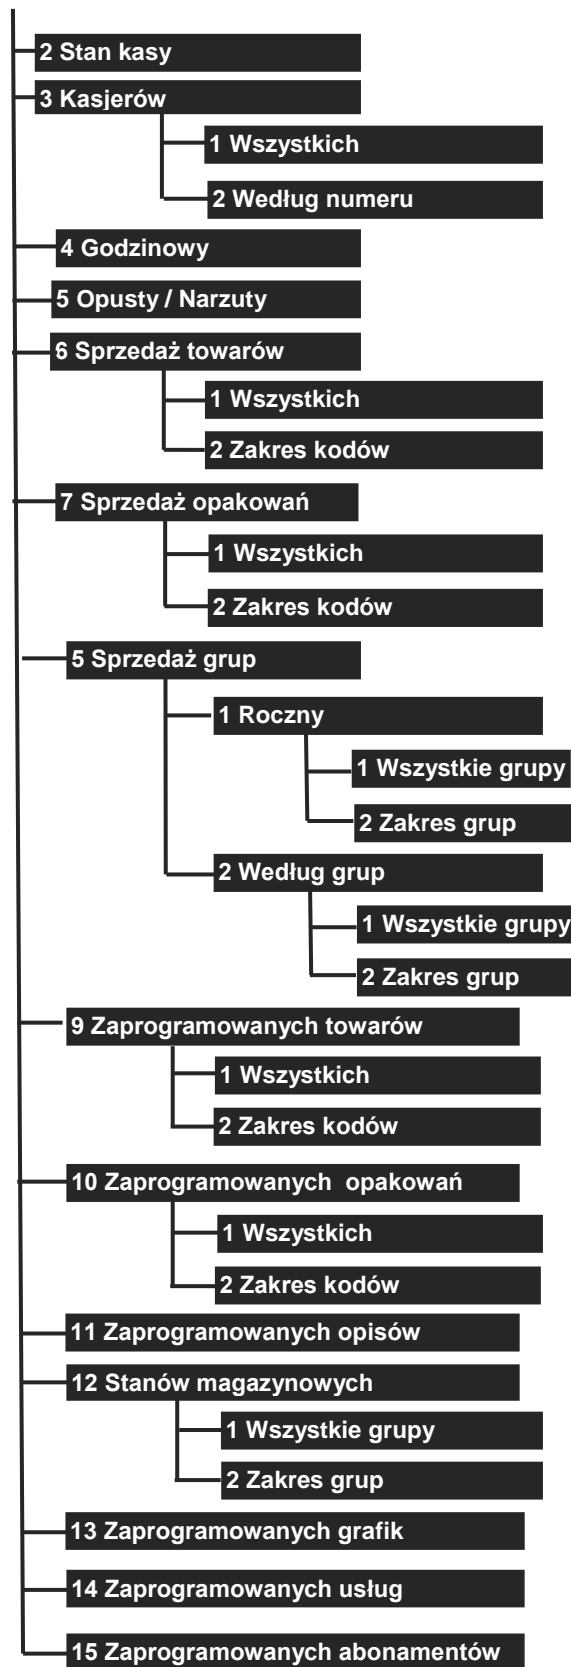 2 Stan kasy
3 Kasjerów
1 Wszystkich
2 Według numeru
4 Godzinowy
5 Opusty / Narzuty
6 Sprzedaż towarów
1 Wszystkich
2 Zakres kodów
7 Sprzedaż opakowań
1 Wszystkich
2 Zakres kodów
5 Sprzedaż grup
1 Roczny
1 Wszystkie grupy
2 Zakres grup
2 Według grup
1 Wszystkie grupy
2 Zakres grup
9 Zaprogramowanych towarów
1 Wszystkich
2 Zakres kodów
10 Zaprogramowanych opakowań
1 Wszystkich
2 Zakres kodów
11 Zaprogramowanych opisów
12 Stanów magazynowych
1 Wszystkie grupy
2 Zakres grup
13 Zaprogramowanych grafik
14 Zaprogramowanych usług
15 Zaprogramowanych abonamentów